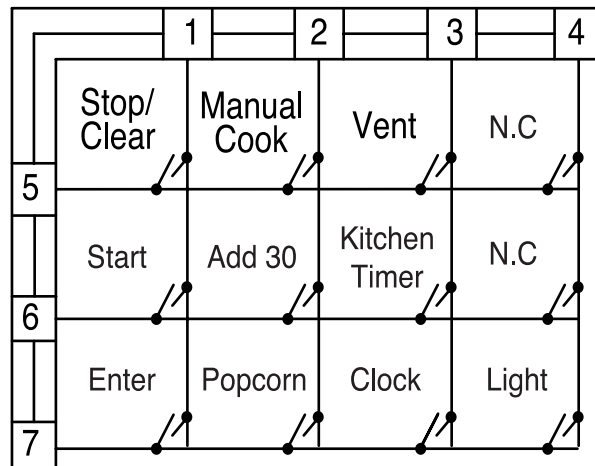 1 2 3 4
Stop/ Manual Vent N.C
Clear Cook
5
Start Add 30 Kitchen N.C
Timer
6
Enter Popcorn Clock Light
7